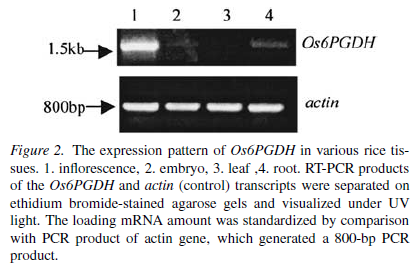 1 2 3 4
1.5kb Os6PGDH
800bp actin
Figure 2. The expression pattern of Os6PGDH in various rice tis-
sues. 1. inflorescence, 2. embryo, 3. leaf ,4. root. RT-PCR products
of the Os6PGDH and actin (control) transcripts were separated on
ethidium bromide-stained agarose gels and visualized under UV
light. The loading mRNA amount was standardized by comparison
with PCR product of actin gene, which generated a 800-bp PCR
product.